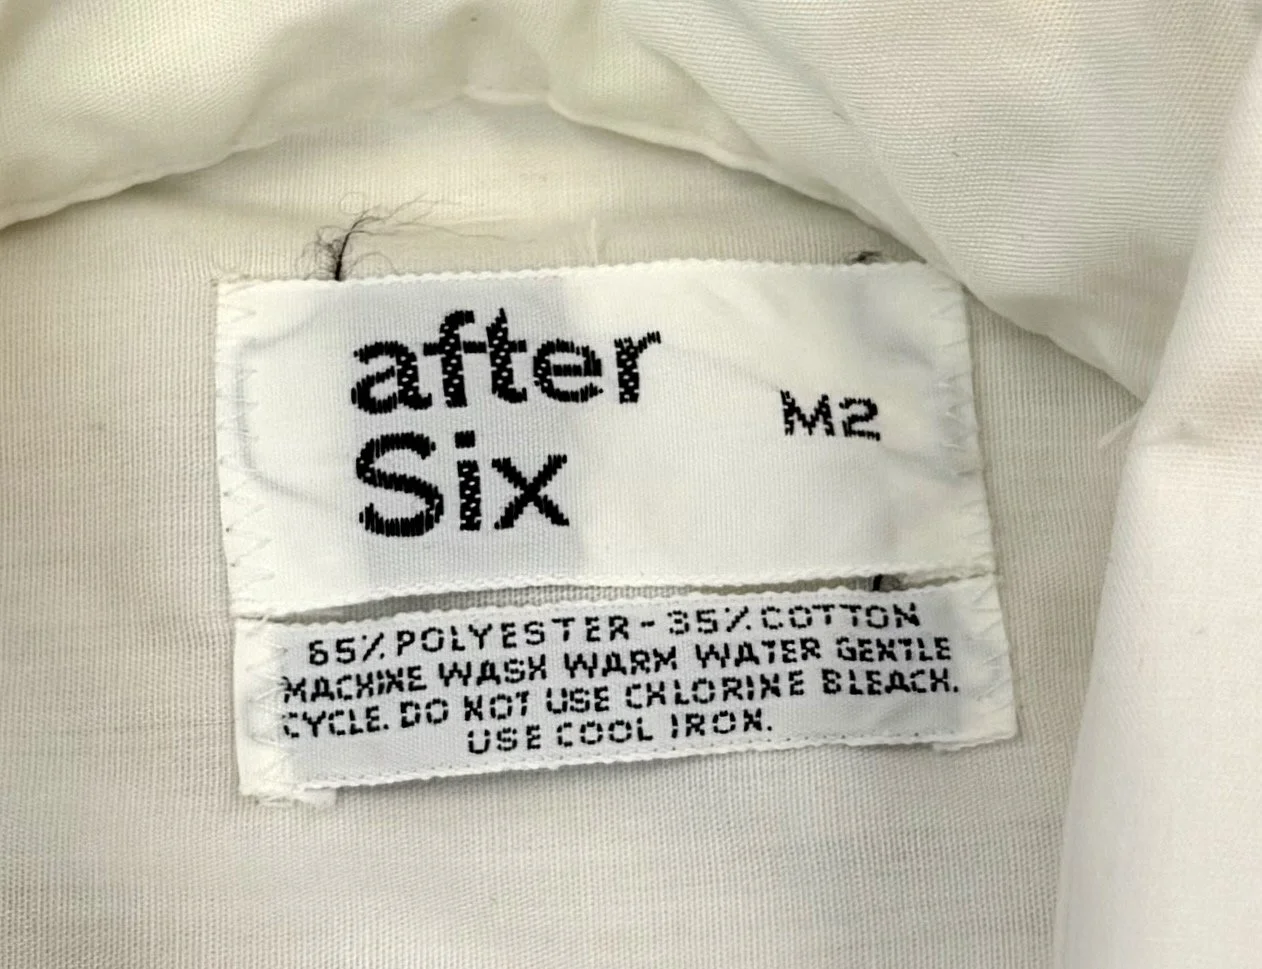 after
Six
M2
65% POLYESTER - 35% COTTON
MACHINE WASH WARM WATER GENTLE
CYCLE. DO NOT USE CHLORINE BLEACH.
USE COOL IRON.